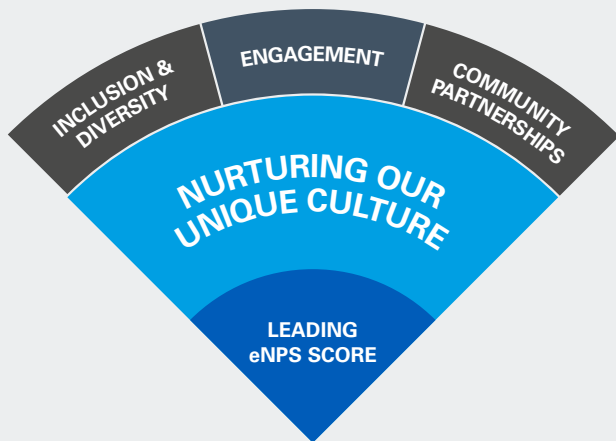 INCLUSION &
DIVERSITY
ENGAGEMENT
COMMUNITY
PARTNERSHIPS
NURTURING OUR
UNIQUE CULTURE
LEADING
eNPS SCORE